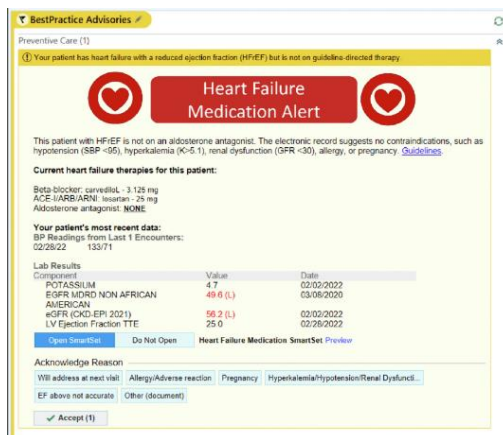 BestPractice Advisories
Preventive Care (1)
Your patient has heart failure with a reduced ejection fraction (HFrEF) but is not on guideline-directed therapy.
Heart Failure
Medication Alert
This patient with HFrEF is not on an aldosterone antagonist. The electronic record suggests no contraindications, such as
hypotension (SBP <95), hyperkalemia (K>5.1), renal dysfunction (GFR <30), allergy, or pregnancy. Guidelines.
Current heart failure therapies for this patient:
Beta-blocker: carvediloL - 3.125 mg
ACE-I/ARB/ARNI: losartan - 25 mg
Aldosterone antagonist: NONE
Your patient's most recent data:
BP Readings from Last 1 Encounters:
02/28/22 133/71
Lab Results
Component Value Date
POTASSIUM 4.7 02/02/2022
EGFR MDRD NON AFRICAN 49.6 (L) 03/08/2020
AMERICAN
eGFR (CKD-EPI 2021) 56.2 (L) 02/02/2022
LV Ejection Fraction TTE 25.0 02/28/2022
Open SmartSet Do Not Open Heart Failure Medication SmartSet Preview
Acknowledge Reason
Will address at next visit Allergy/Adverse reaction Pregnancy Hyperkalemia/Hypotension/Renal Dysfuncti...
EF above not accurate Other (document)
Accept (1)